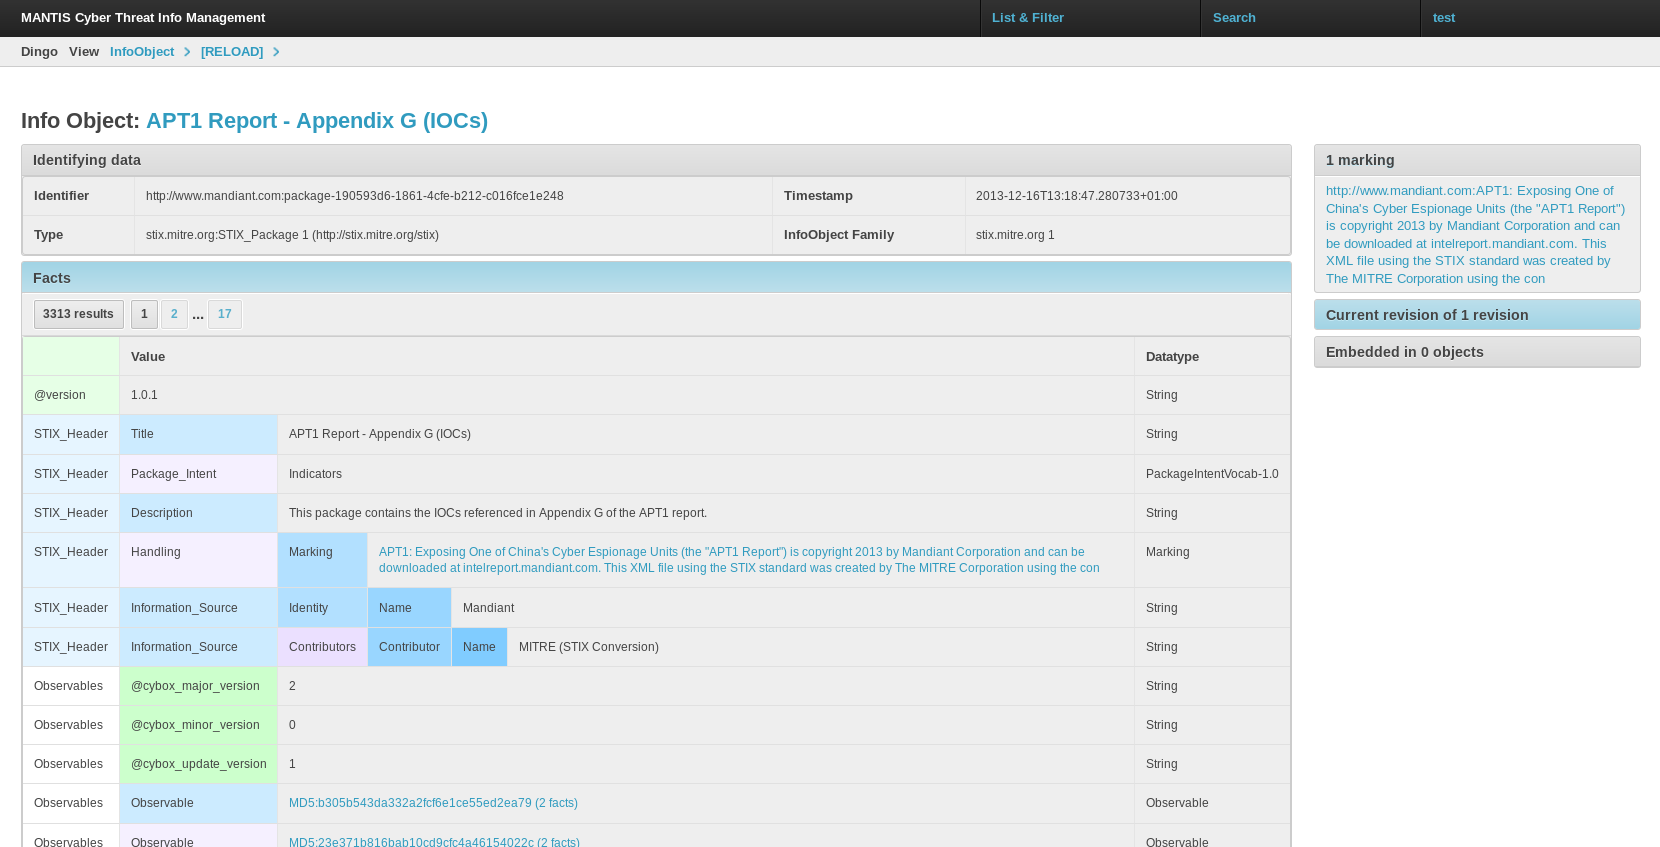 MANTIS Cyber Threat Info Management List & Filter Search test
Dingo View InfoObject [RELOAD]
Info Object: APT1 Report - Appendix G (IOCs)
Identifying data
Identifier http://www.mandiant.com:package-190593d6-1861-4cfe-b212-c016fce1e248 Timestamp 2013-12-16T13:18:47.280733+01:00
Type stix.mitre.org:STIX_Package 1 (http://stix.mitre.org/stix) InfoObject Family stix.mitre.org 1
Facts
3313 results 1 2 ... 17
Value Datatype
@version 1.0.1 String
STIX_Header Title APT1 Report - Appendix G (IOCs) String
STIX_Header Package_Intent Indicators PackageIntentVocab-1.0
STIX_Header Description This package contains the IOCs referenced in Appendix G of the APT1 report. String
STIX_Header Handling Marking APT1: Exposing One of China's Cyber Espionage Units (the "APT1 Report") is copyright 2013 by Mandiant Corporation and can be Marking
downloaded at intelreport.mandiant.com. This XML file using the STIX standard was created by The MITRE Corporation using the con
STIX_Header Information_Source Identity Name Mandiant String
STIX_Header Information_Source Contributors Contributor Name MITRE (STIX Conversion) String
Observables @cybox_major_version 2 String
Observables @cybox_minor_version 0 String
Observables @cybox_update_version 1 String
Observables Observable MD5:b305b543da332a2fcf6e1ce55ed2ea79 (2 facts) Observable
Observables Observable MD5:23e371b816bab10cd9cfc4a46154022c (2 facts) Observable
1 marking
http://www.mandiant.com:APT1: Exposing One of
China's Cyber Espionage Units (the "APT1 Report")
is copyright 2013 by Mandiant Corporation and can
be downloaded at intelreport.mandiant.com. This
XML file using the STIX standard was created by
The MITRE Corporation using the con
Current revision of 1 revision
Embedded in 0 objects